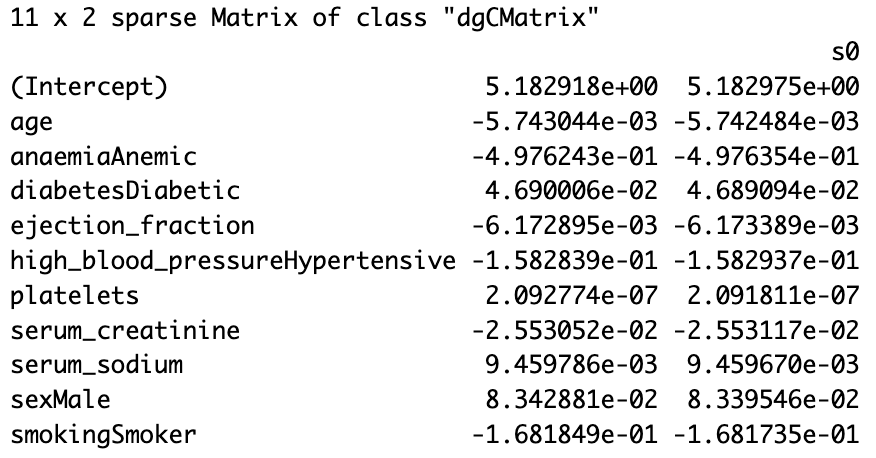 11 x 2 sparse Matrix of class "dgCMatrix"
s0
(Intercept) 5.182918e+00 5.182975e+00
age -5.743044e-03 -5.742484e-03
anaemiaAnemic -4.976243e-01 -4.976354e-01
diabetesDiabetic 4.690006e-02 4.689094e-02
ejection_fraction -6.172895e-03 -6.173389e-03
high_blood_pressureHypertensive -1.582839e-01 -1.582937e-01
platelets 2.092774e-07 2.091811e-07
serum_creatinine -2.553052e-02 -2.553117e-02
serum_sodium 9.459786e-03 9.459670e-03
sexMale 8.342881e-02 8.339546e-02
smokingSmoker -1.681849e-01 -1.681735e-01